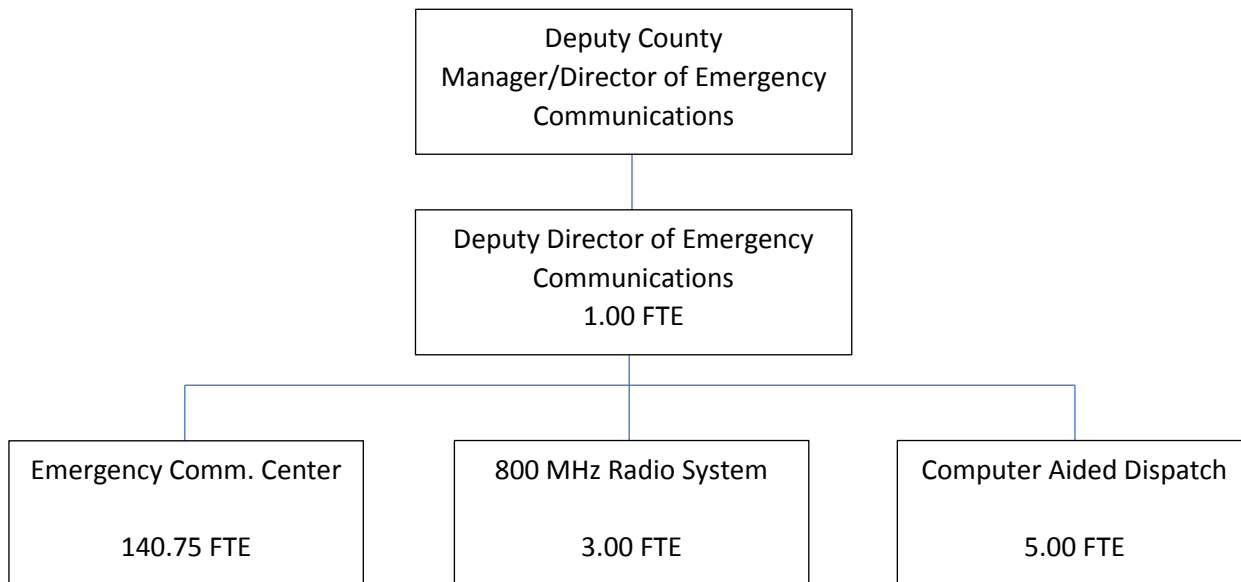 Deputy County
Manager/Director of Emergency
Communications
Deputy Director of Emergency
Communications
1.00 FTE
Emergency Comm. Center
140.75 FTE
800 MHz Radio System
3.00 FTE
Computer Aided Dispatch
5.00 FTE